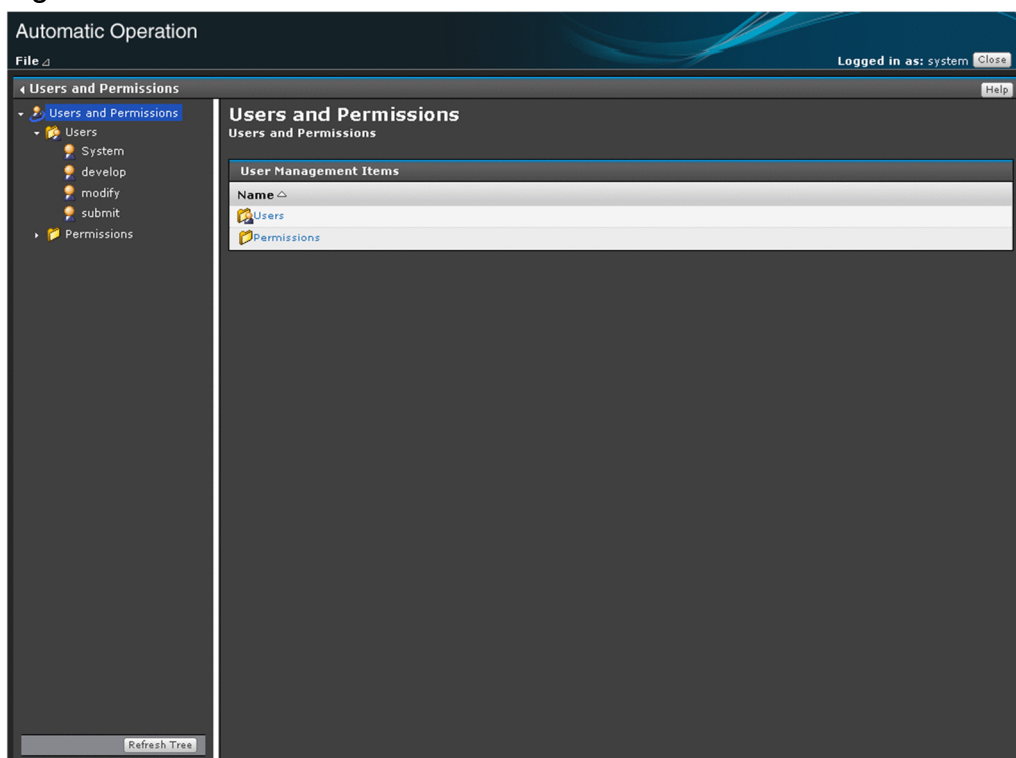 Automatic Operation
File
Logged in as: system Close
Users and Permissions
Help
Users and Permissions
Users
System
develop
modify
submit
Permissions
Refresh Tree
Users and Permissions
Users and Permissions
User Management Items
Name
Users
Permissions